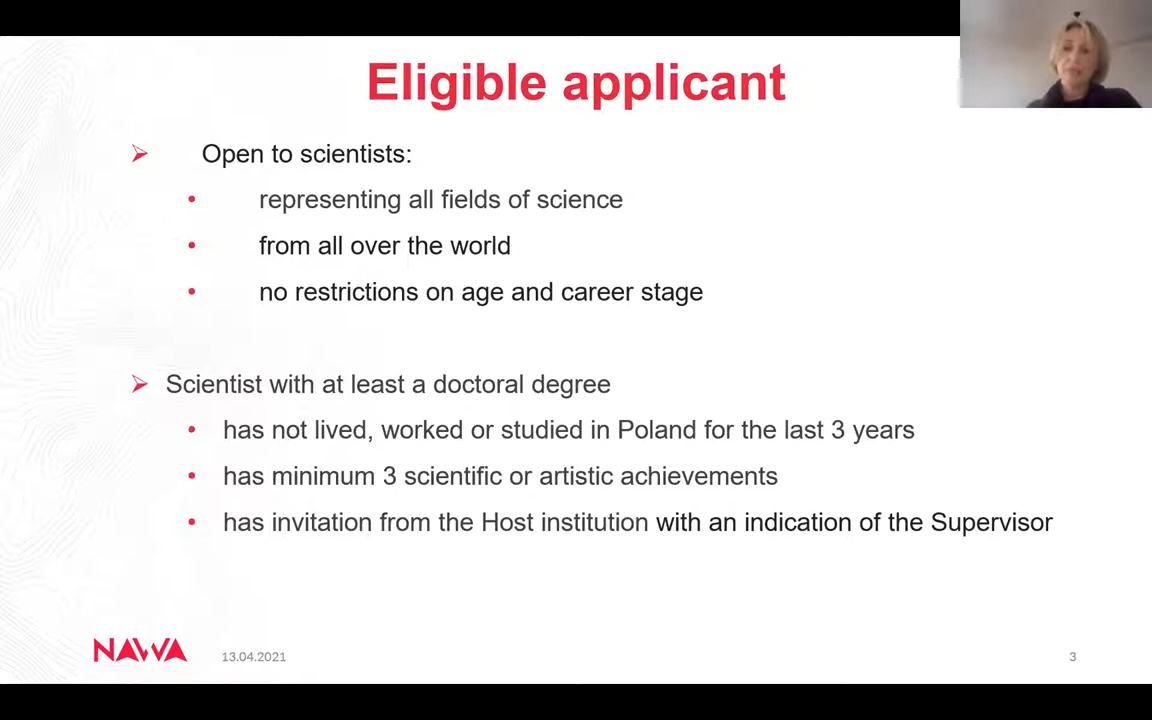 Eligible applicant
Open to scientists:
representing all fields of science
from all over the world
no restrictions on age and career stage
Scientist with at least a doctoral degree
has not lived, worked or studied in Poland for the last 3 years
has minimum 3 scientific or artistic achievements
has invitation from the Host institution with an indication of the Supervisor
NAWA
13.04.2021
3